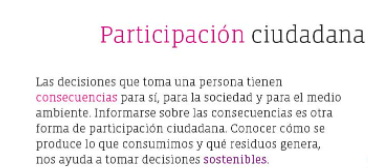 Participación ciudadana
Las decisiones que toma una persona tienen
consecuencias para sí, para la sociedad y para el medio
ambiente. Informarse sobre las consecuencias es otra
forma de participación ciudadana. Conocer cómo se
produce lo que consumimos y qué residuos genera,
nos ayuda a tomar decisiones sostenibles.